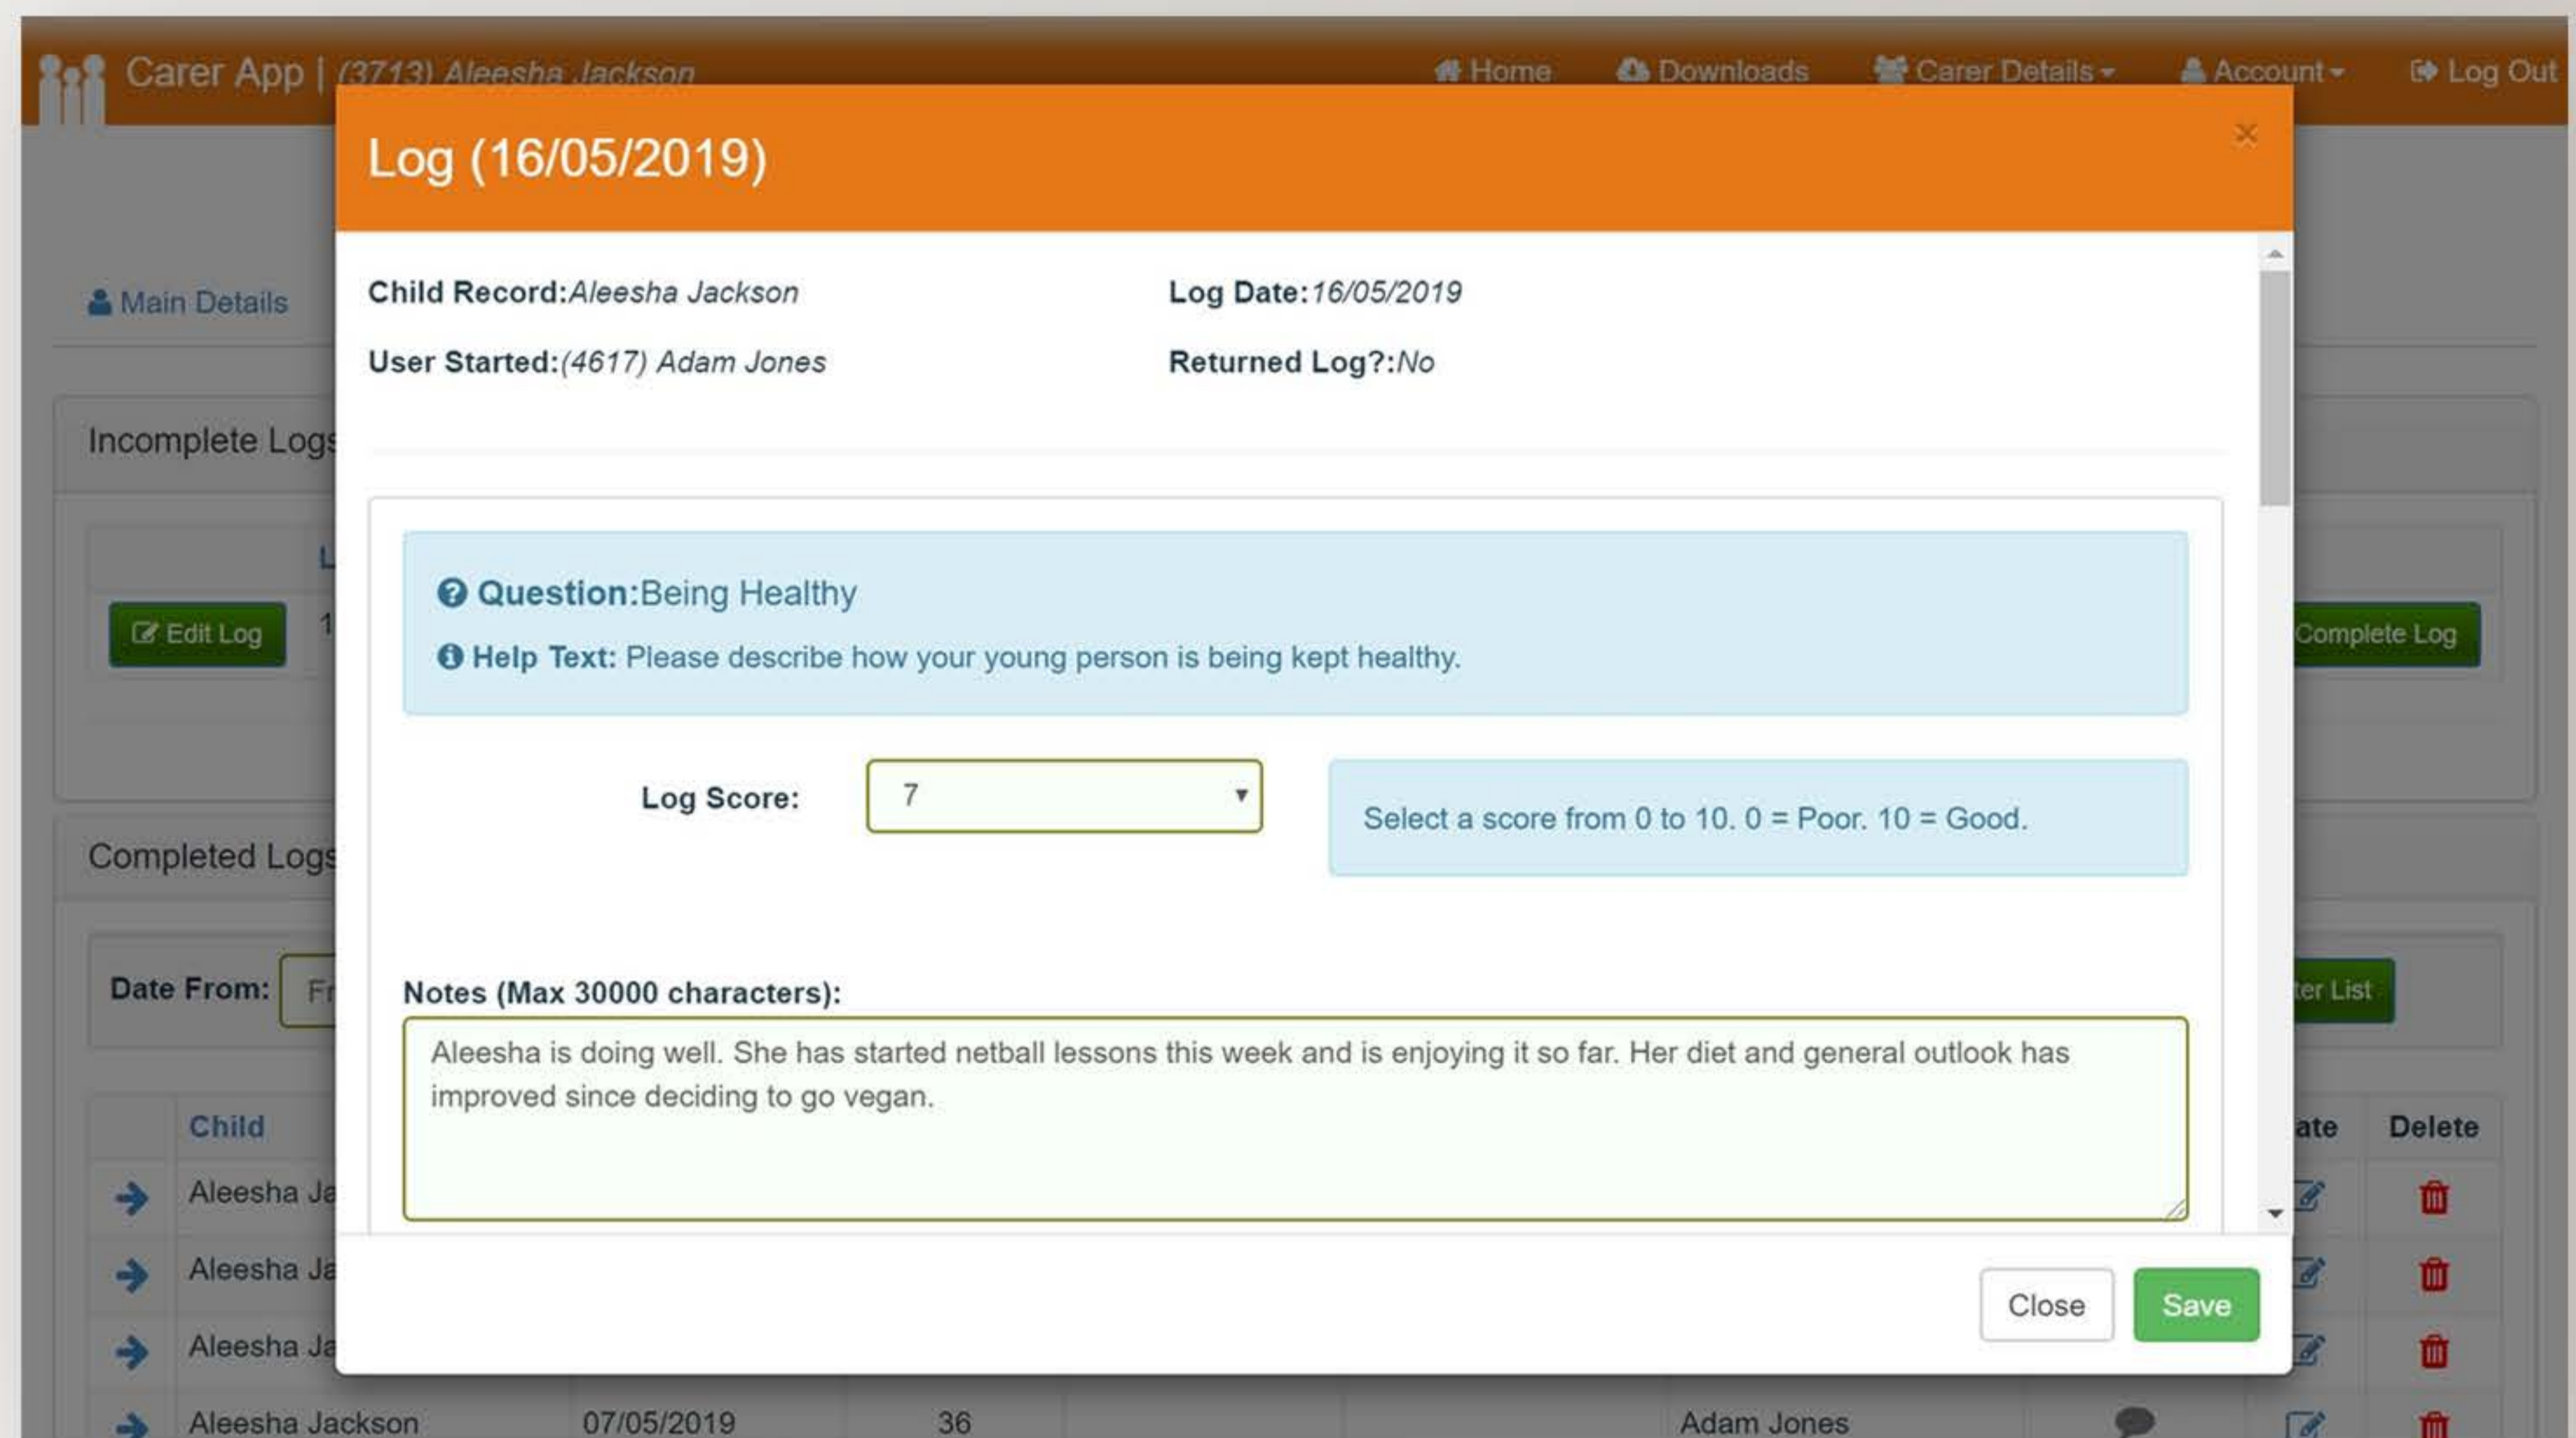 Carer App | (3713) Aleesha Jackson
Home
Downloads
Carer Details
Account
Log Out
Log (16/05/2019)
×
Main Details
Child Record:Aleesha Jackson
Log Date:16/05/2019
User Started:(4617) Adam Jones
Returned Log?:No
Incomplete Logs
Question:Being Healthy
Help Text: Please describe how your young person is being kept healthy.
Edit Log
Complete Log
Log Score:
7
Select a score from 0 to 10. 0 = Poor. 10 = Good.
Completed Logs
Date From:
Notes (Max 30000 characters):
List
Aleesha is doing well. She has started netball lessons this week and is enjoying it so far. Her diet and general outlook has
improved since deciding to go vegan.
Child
Delete
Aleesha
Aleesha
Close
Save
Aleesha
Aleesha Jackson
07/05/2019
36
Adam Jones